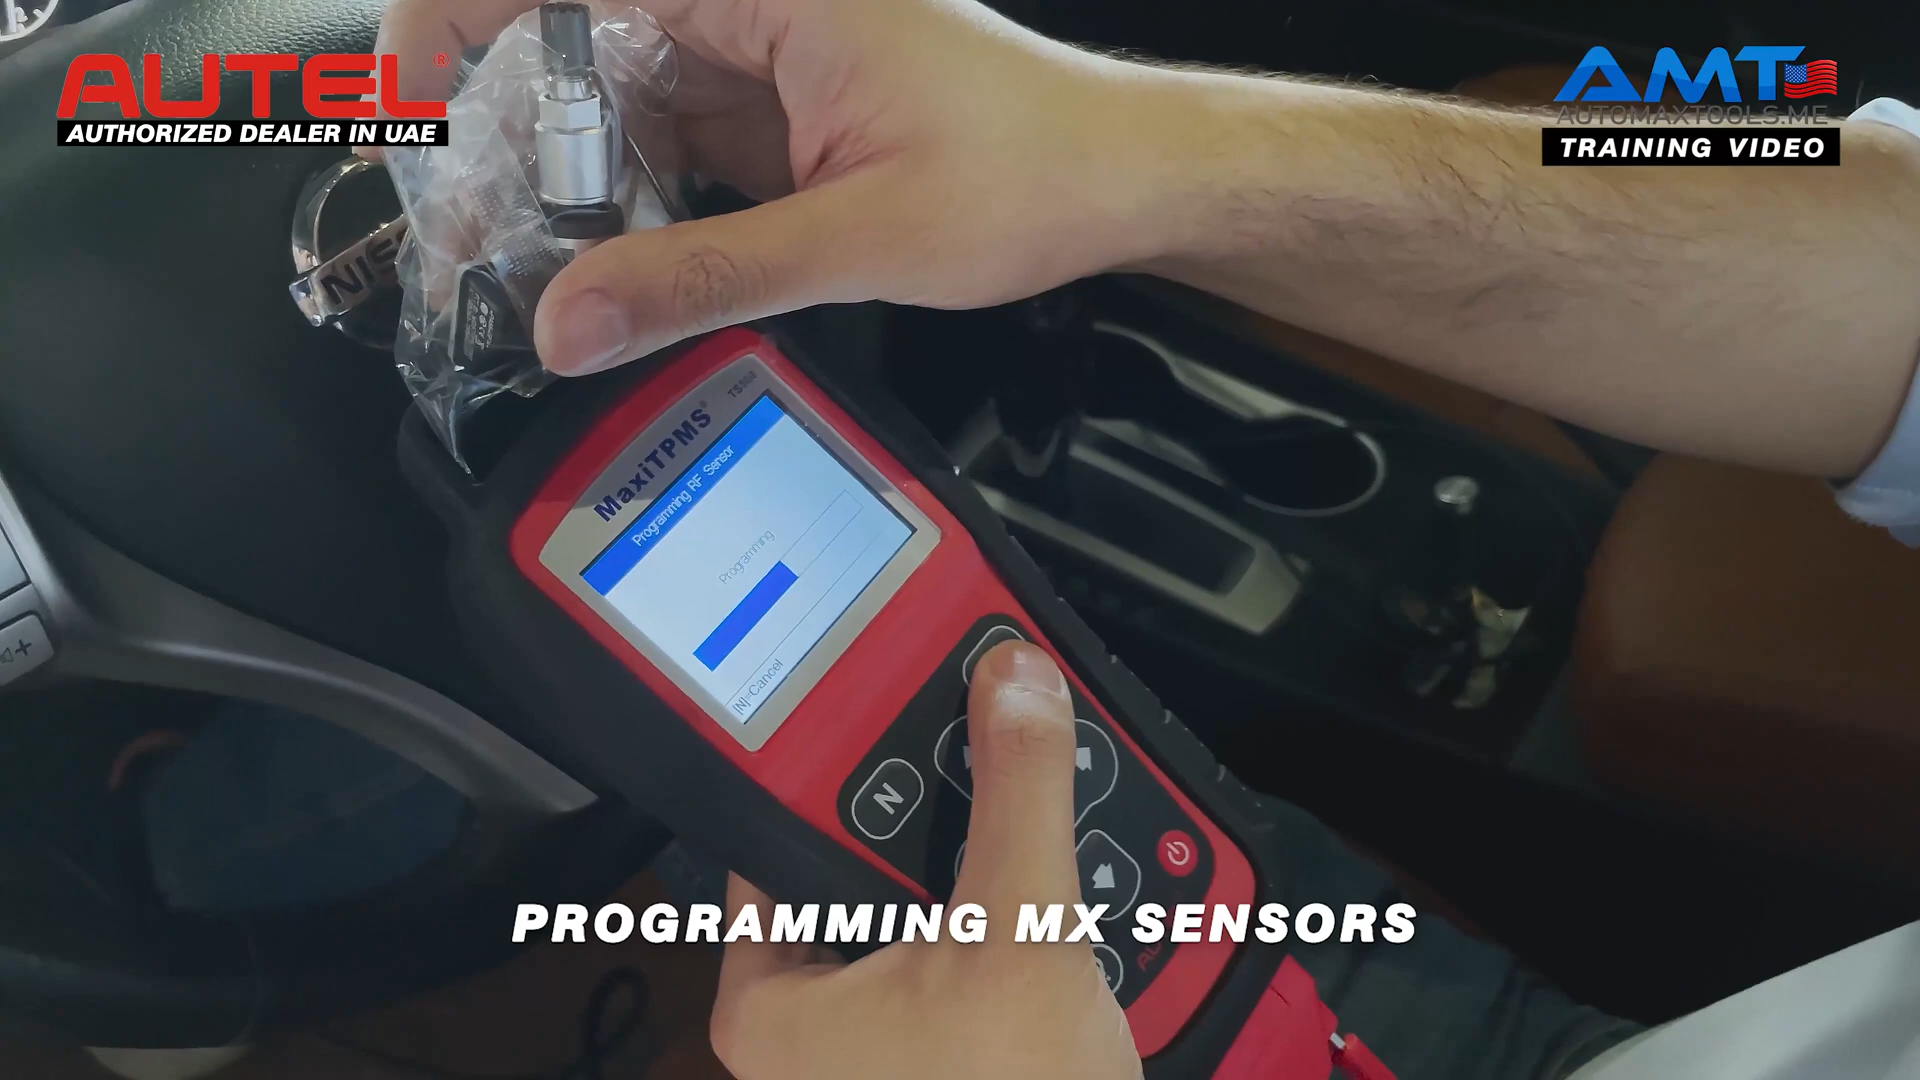 AUTEL®
AUTHORIZED DEALER IN UAE
AMT
AUTOMAXTOOLS.ME
TRAINING VIDEO
MaxiTPMS®
Programming RF Sensor
Programming
[N]=Cancel
N
PROGRAMMING MX SENSORS